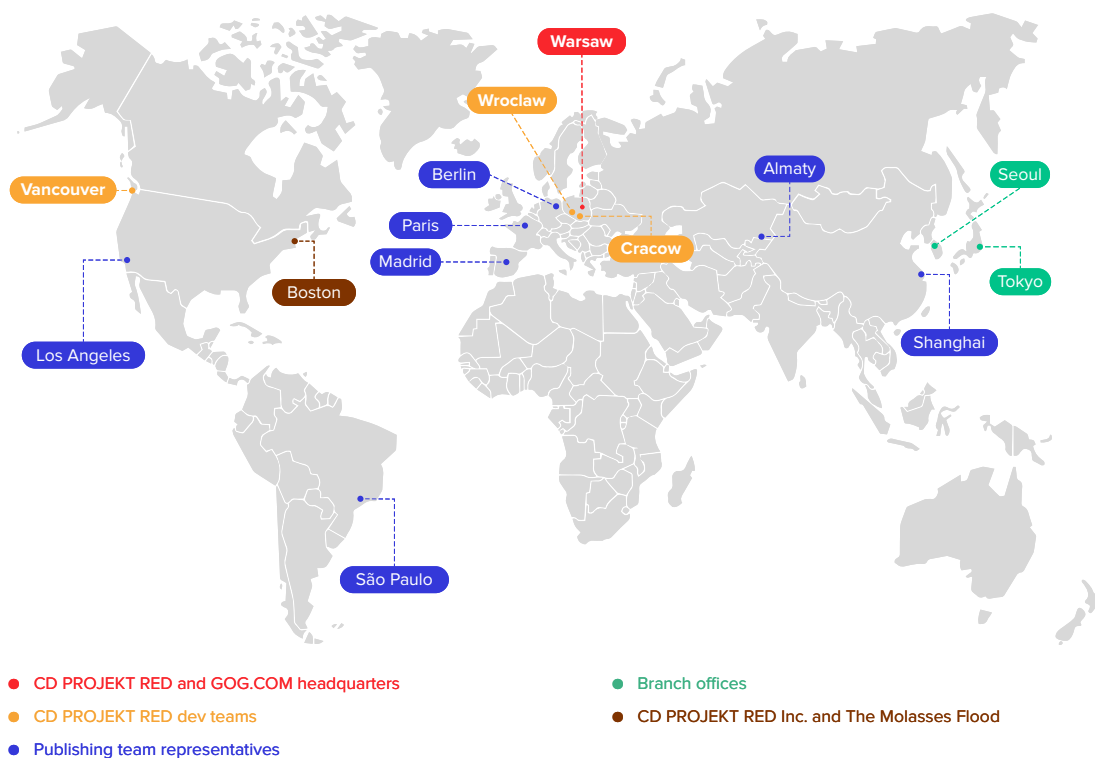 Warsaw
Wroclaw
Berlin
Almaty
Seoul
Vancouver
Paris
Cracow
Madrid
Tokyo
Boston
Shanghai
Los Angeles
São Paulo
CD PROJEKT RED and GOG.COM headquarters
CD PROJEKT RED dev teams
Publishing team representatives
Branch offices
CD PROJEKT RED Inc. and The Molasses Flood